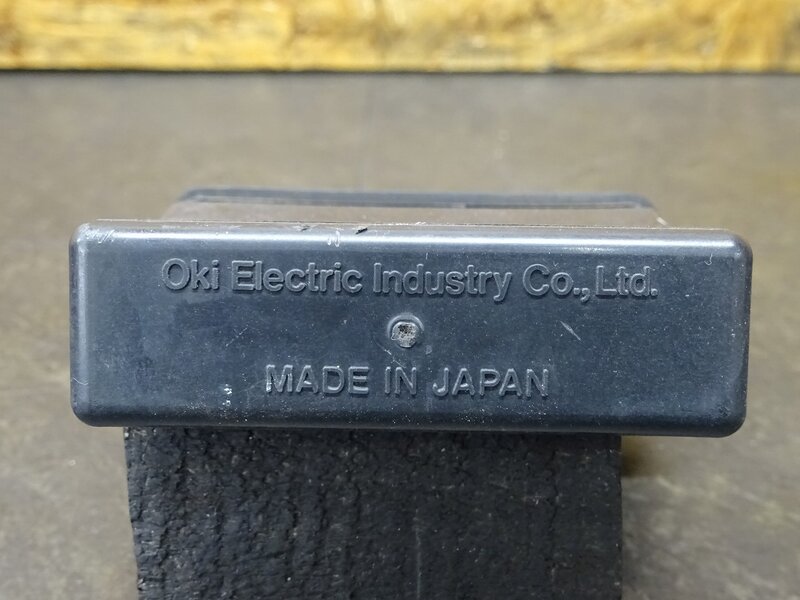 Oki Electric Industry Co.,Ltd.
MADE IN JAPAN